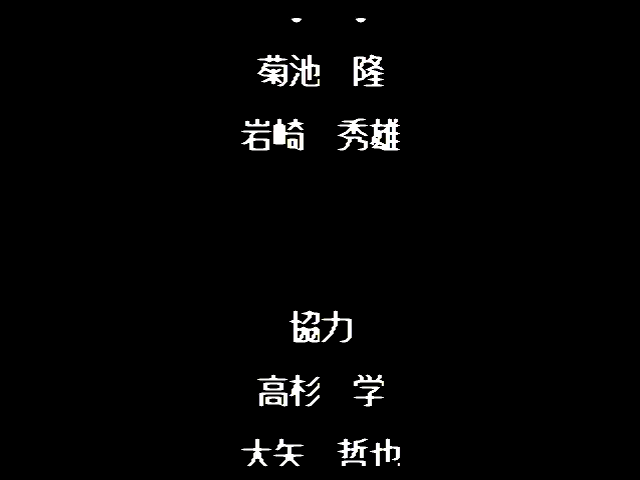 菊池　隆
岩崎　秀雄
協力
高杉　学
大矢　哲也